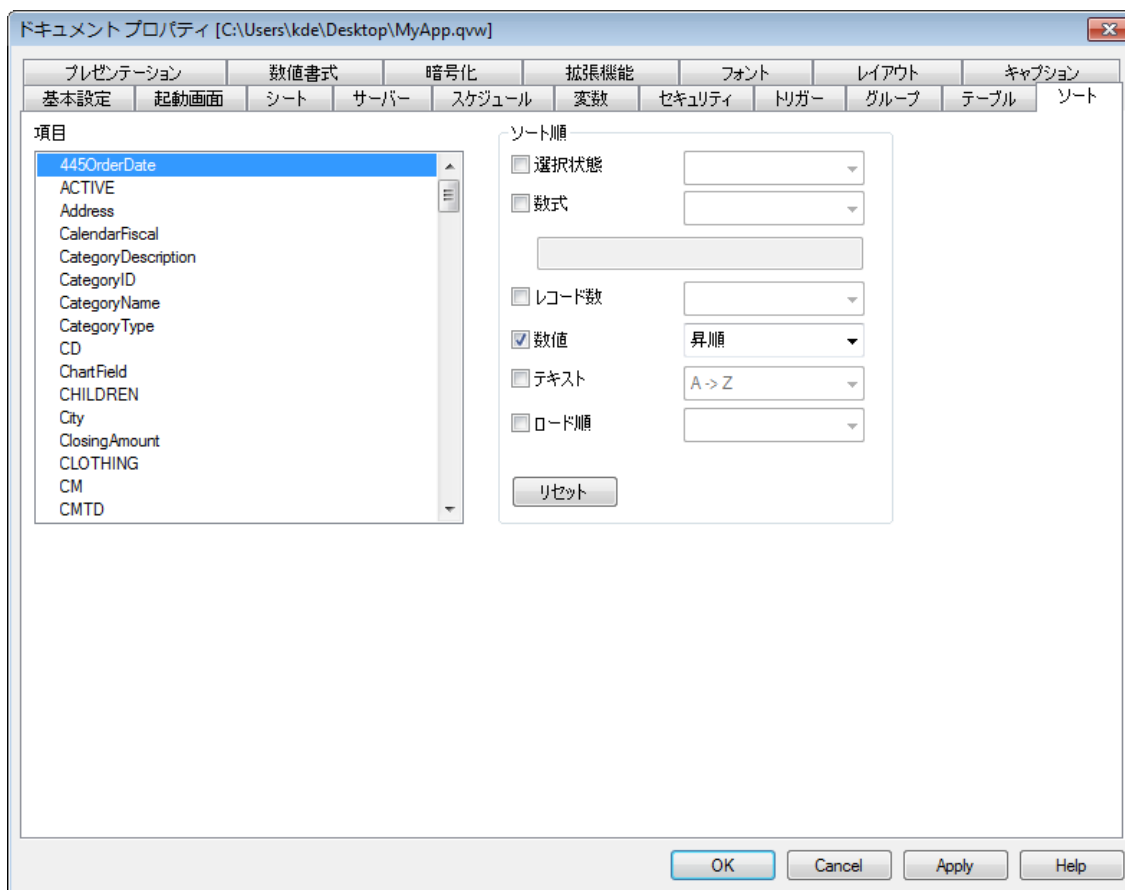 ドキュメント プロパティ [C:\Users\kde\Desktop\MyApp.qvw]
プレゼンテーション 数値書式 暗号化 拡張機能 フォント レイアウト キャプション
基本設定 起動画面 シート サーバー スケジュール 変数 セキュリティ トリガー グループ テーブル ソート
項目
445OrderDate
ACTIVE
Address
CalendarFiscal
CategoryDescription
CategoryID
CategoryName
CategoryType
CD
ChartField
CHILDREN
City
ClosingAmount
CLOTHING
CM
CMTD
ソート順
選択状態
数式
レコード数
数値 昇順
テキスト A -> Z
ロード順
リセット
OK Cancel Apply Help